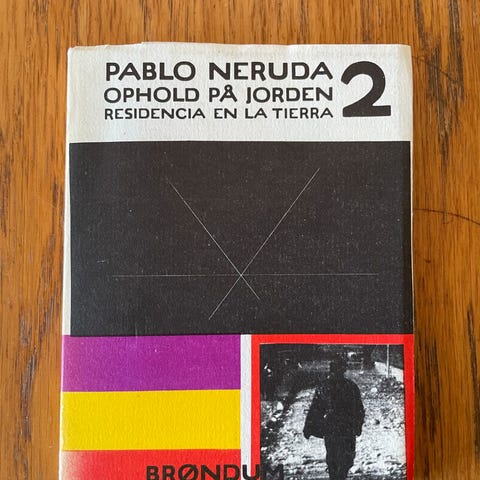 PABLO NERUDA
OPHOLD PÅ JORDEN 2
RESIDENCIA EN LA TIERRA
BRØNDUM